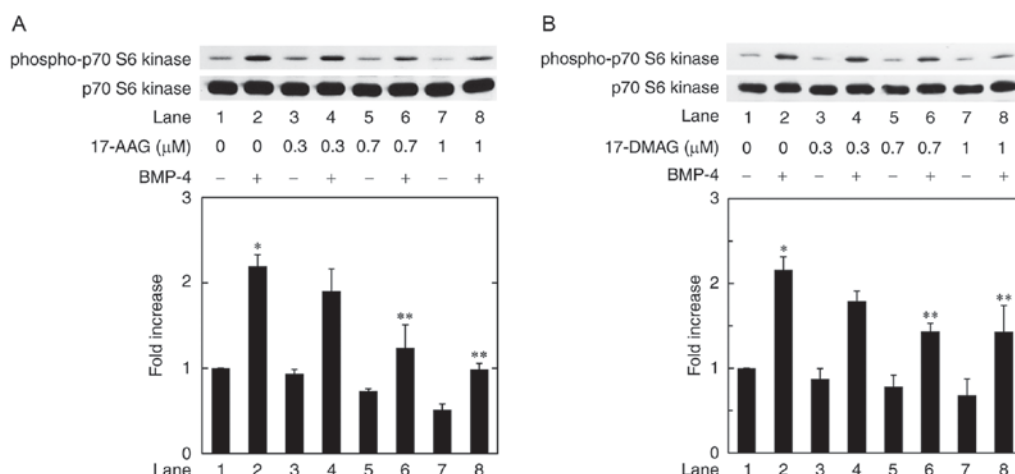 A
phospho-p70 S6 kinase
p70 S6 kinase
Lane 1 2 3 4 5 6 7 8
17-AAG (μM) 0 0 0.3 0.3 0.7 0.7 1 1
BMP-4 − + − + − + − +
3
2
1
0
Fold increase
*
**
**
Lane 1 2 3 4 5 6 7 8
B
phospho-p70 S6 kinase
p70 S6 kinase
Lane 1 2 3 4 5 6 7 8
17-DMAG (μM) 0 0 0.3 0.3 0.7 0.7 1 1
BMP-4 − + − + − + − +
3
2
1
0
Fold increase
*
**
**
Lane 1 2 3 4 5 6 7 8